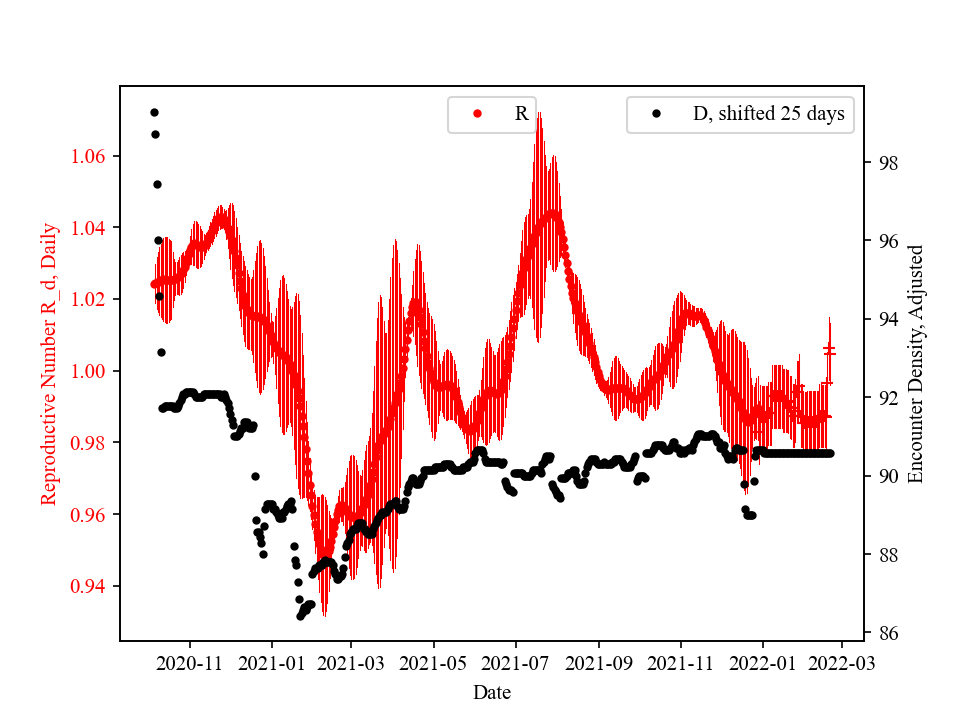 R
D, shifted 25 days
1.06
1.04
1.02
1.00
0.98
0.96
0.94
Reproductive Number R_d, Daily
98
96
94
92
90
88
86
Encounter Density, Adjusted
2020-11 2021-01 2021-03 2021-05 2021-07 2021-09 2021-11 2022-01 2022-03
Date